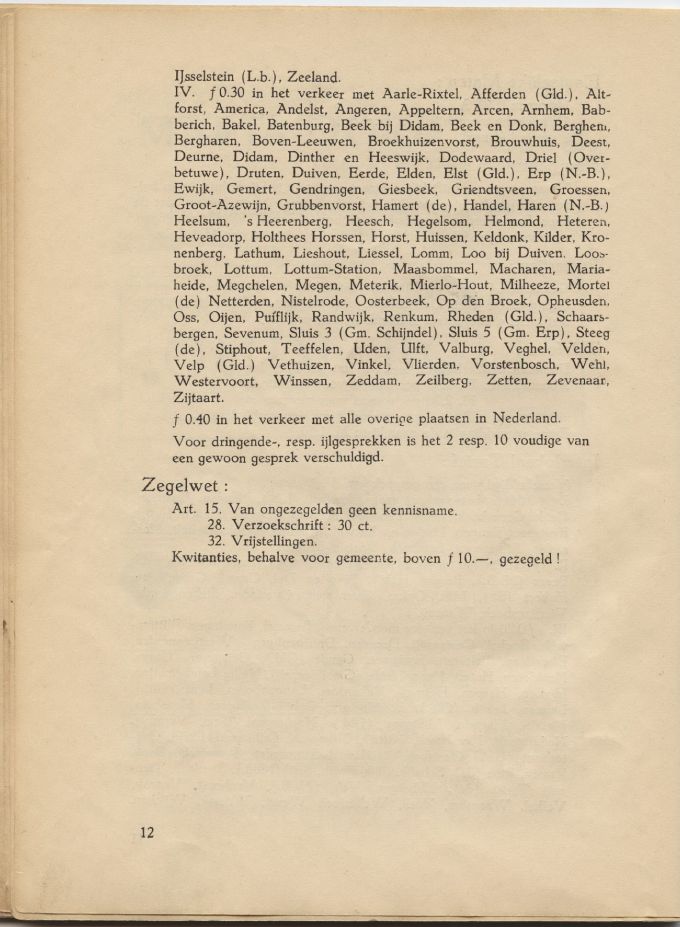 IJsselstein (L.b.), Zeeland.
IV. ƒ 0.30 in het verkeer met Aarle-Rixtel, Afferden (Gld.), Alt-
forst, America, Andelst, Angeren, Appeltern, Arcen, Arnhem, Bab-
berich, Bakel, Batenburg, Beek bij Didam, Beek en Donk, Berghem,
Bergharen, Boven-Leeuwen, Broekhuizenvorst, Brouwhuis, Deest,
Deurne, Didam, Dinther en Heeswijk, Dodewaard, Driel (Over-
betuwe), Druten, Duiven, Eerde, Elden, Elst (Gld.), Erp (N.-B.),
Ewijk, Gemert, Gendringen, Giesbeek, Griendtsveen, Groessen,
Groot-Azewijn, Grubbenvorst, Hamert (de), Handel, Haren (N.-B.)
Heelsum, 's Heerenberg, Heesch, Hegelsom, Helmond, Heteren,
Heveadorp, Holthees Horssen, Horst, Huissen, Keldonk, Kilder, Kro-
nenberg, Lathum, Lieshout, Liessel, Lomm, Loo bij Duiven. Loos-
broek, Lottum, Lottum-Station, Maasbommel, Macharen, Maria-
heide, Megchelen, Megen, Meterik, Mierlo-Hout, Milheeze, Mortel
(de) Netterden, Nistelrode, Oosterbeek, Op den Broek, Opheusden,
Oss, Oijen, Puiflijk, Randwijk, Renkum, Rheden (Gld.), Schaars-
bergen, Sevenum, Sluis 3 (Gm. Schijndel), Sluis 5 (Gm. Erp), Steeg
(de), Stiphout, Teeffelen, Uden, Ulft, Valburg, Veghel, Velden,
Velp (Gld.) Vethuizen, Vinkel, Vlierden, Vorstenbosch, Wehl,
Westervoort, Winssen, Zeddam, Zeilberg, Zetten, Zevenaar,
Zijtaart.
ƒ 0.40 in het verkeer met alle overige plaatsen in Nederland.
Voor dringende-, resp. ijlgesprekken is het 2 resp. 10 voudige van
een gewoon gesprek verschuldigd.
Zegelwet :
Art. 15. Van ongezegelden geen kennisname.
28. Verzoekschrift : 30 ct.
32. Vrijstellingen.
Kwitanties, behalve voor gemeente, boven ƒ 10.—, gezegeld !
12